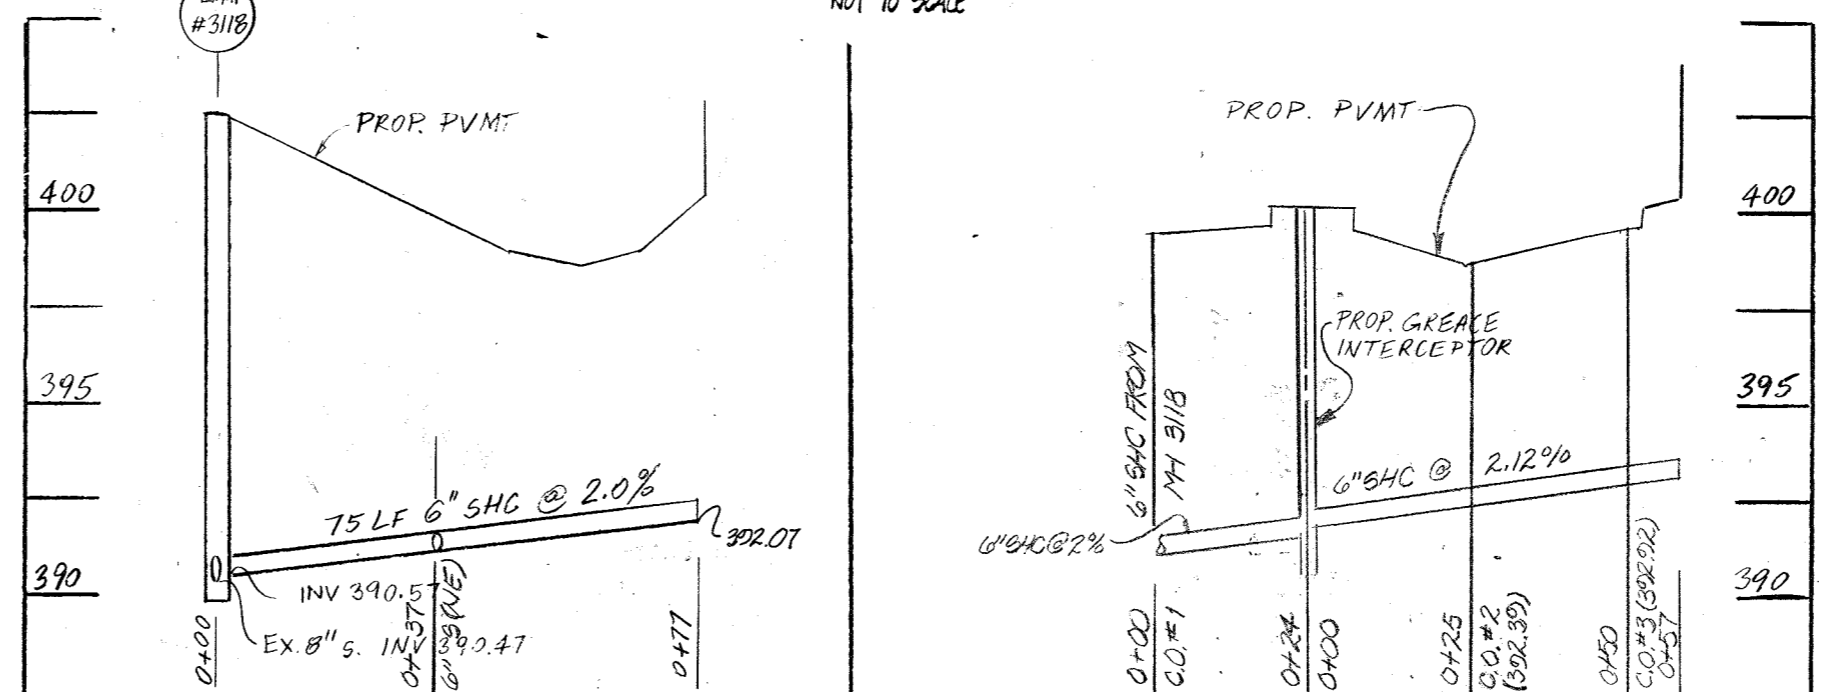 #3118
NOT TO SCALE
PROP. PVMT
400
395
390
75 LF 6" SHC @ 2.0%
392.07
INV 390.57
EX. 8" S. INV 390.47
0+00
0+37
6" S (NE)
0+77
PROP. PVMT
400
395
390
PROP. GREACE
INTERCEPTOR
6" SHC FROM
MH 3118
6" SHC @ 2.12%
6" SHC @ 2%
0+00
C.O. #1
0+24
0+00
0+25
C.O. #2
(392.39)
0+50
C.O. #3 (392.92)
0+57